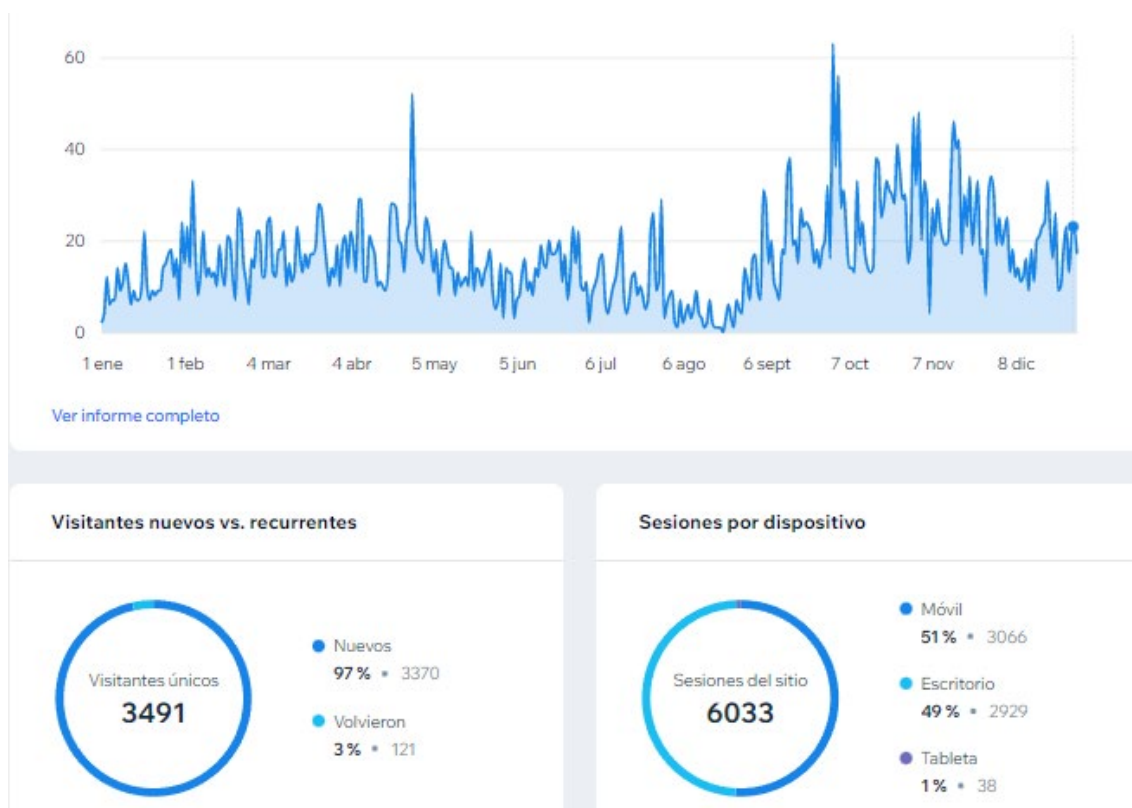 60
40
20
0
1 ene 1 feb 4 mar 4 abr 5 may 5 jun 6 jul 6 ago 6 sept 7 oct 7 nov 8 dic
Ver informe completo
Visitantes nuevos vs. recurrentes
Visitantes únicos
3491
Nuevos
97 % • 3370
Volvieron
3 % • 121
Sesiones por dispositivo
Sesiones del sitio
6033
Móvil
51 % • 3066
Escritorio
49 % • 2929
Tableta
1 % • 38